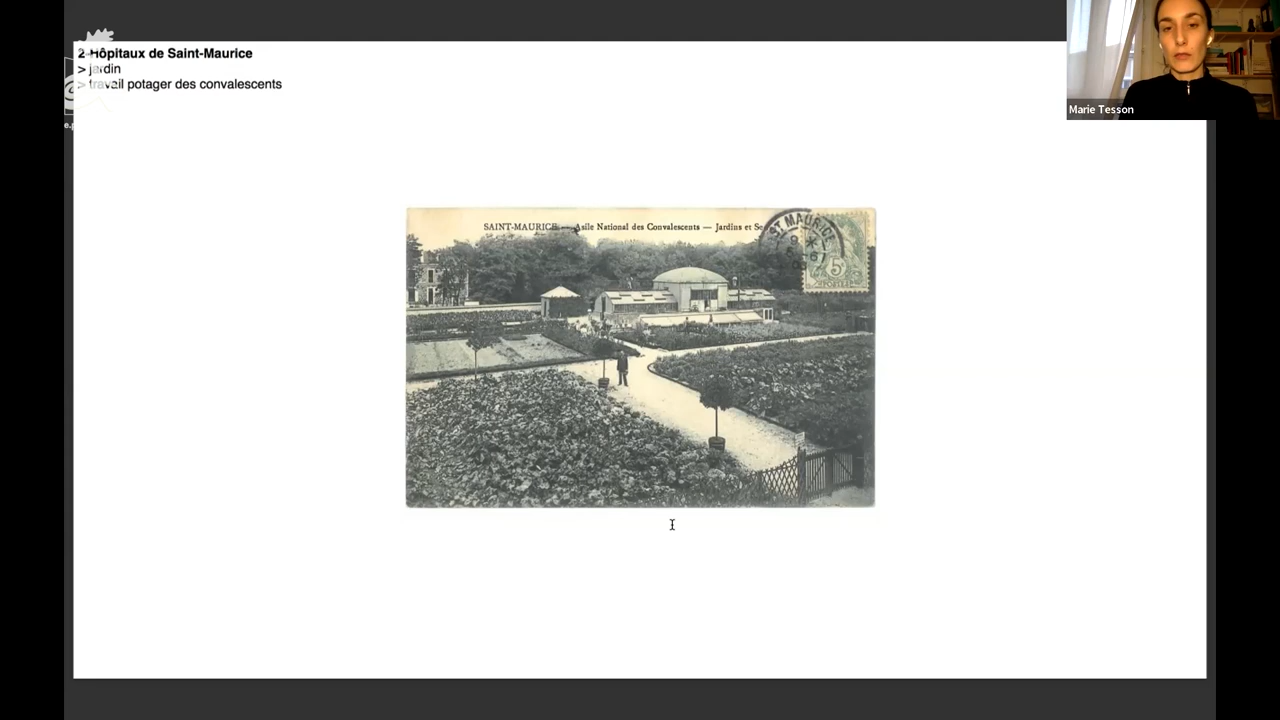 2-Hôpitaux de Saint-Maurice
> jardin
> travail potager des convalescents
Marie Tesson
SAINT-MAURICE — Asile National des Convalescents — Jardins et
ST MAURICE
5